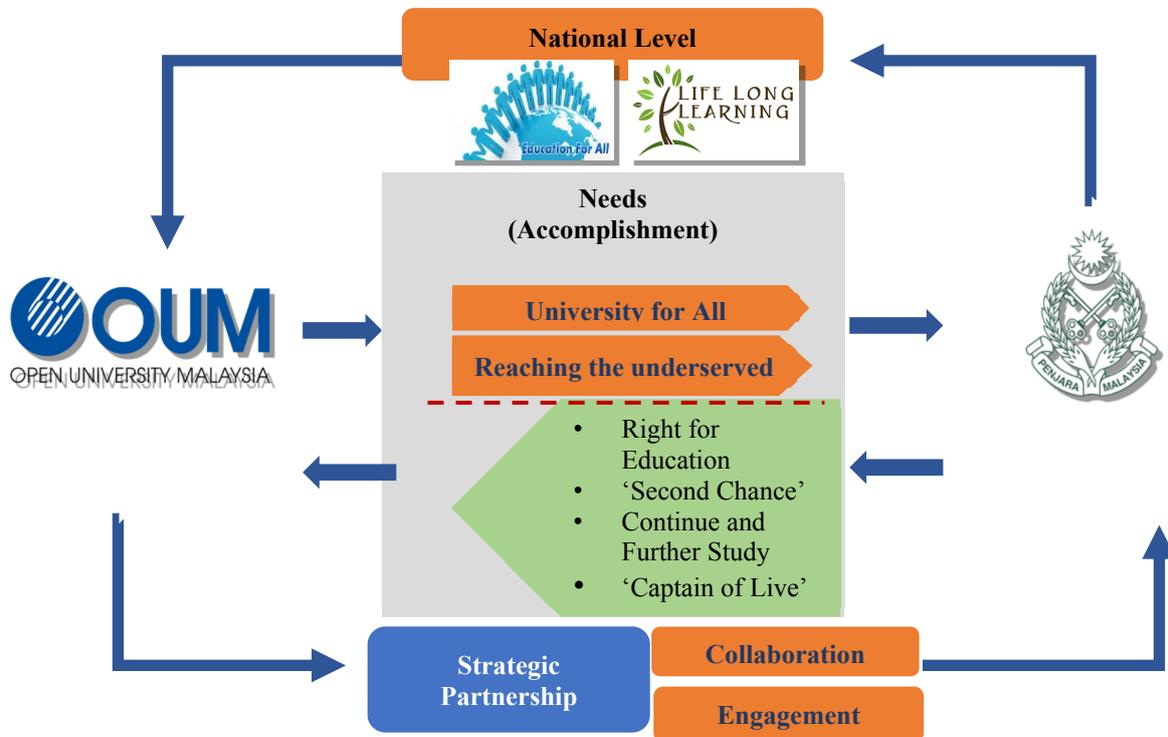 National Level
Education For All
LIFE LONG
LEARNING
Needs
(Accomplishment)
OUM
OPEN UNIVERSITY MALAYSIA
University for All
Reaching the underserved
PENJARA MALAYSIA
• Right for
Education
• ‘Second Chance’
• Continue and
Further Study
• ‘Captain of Live’
Strategic
Partnership
Collaboration
Engagement